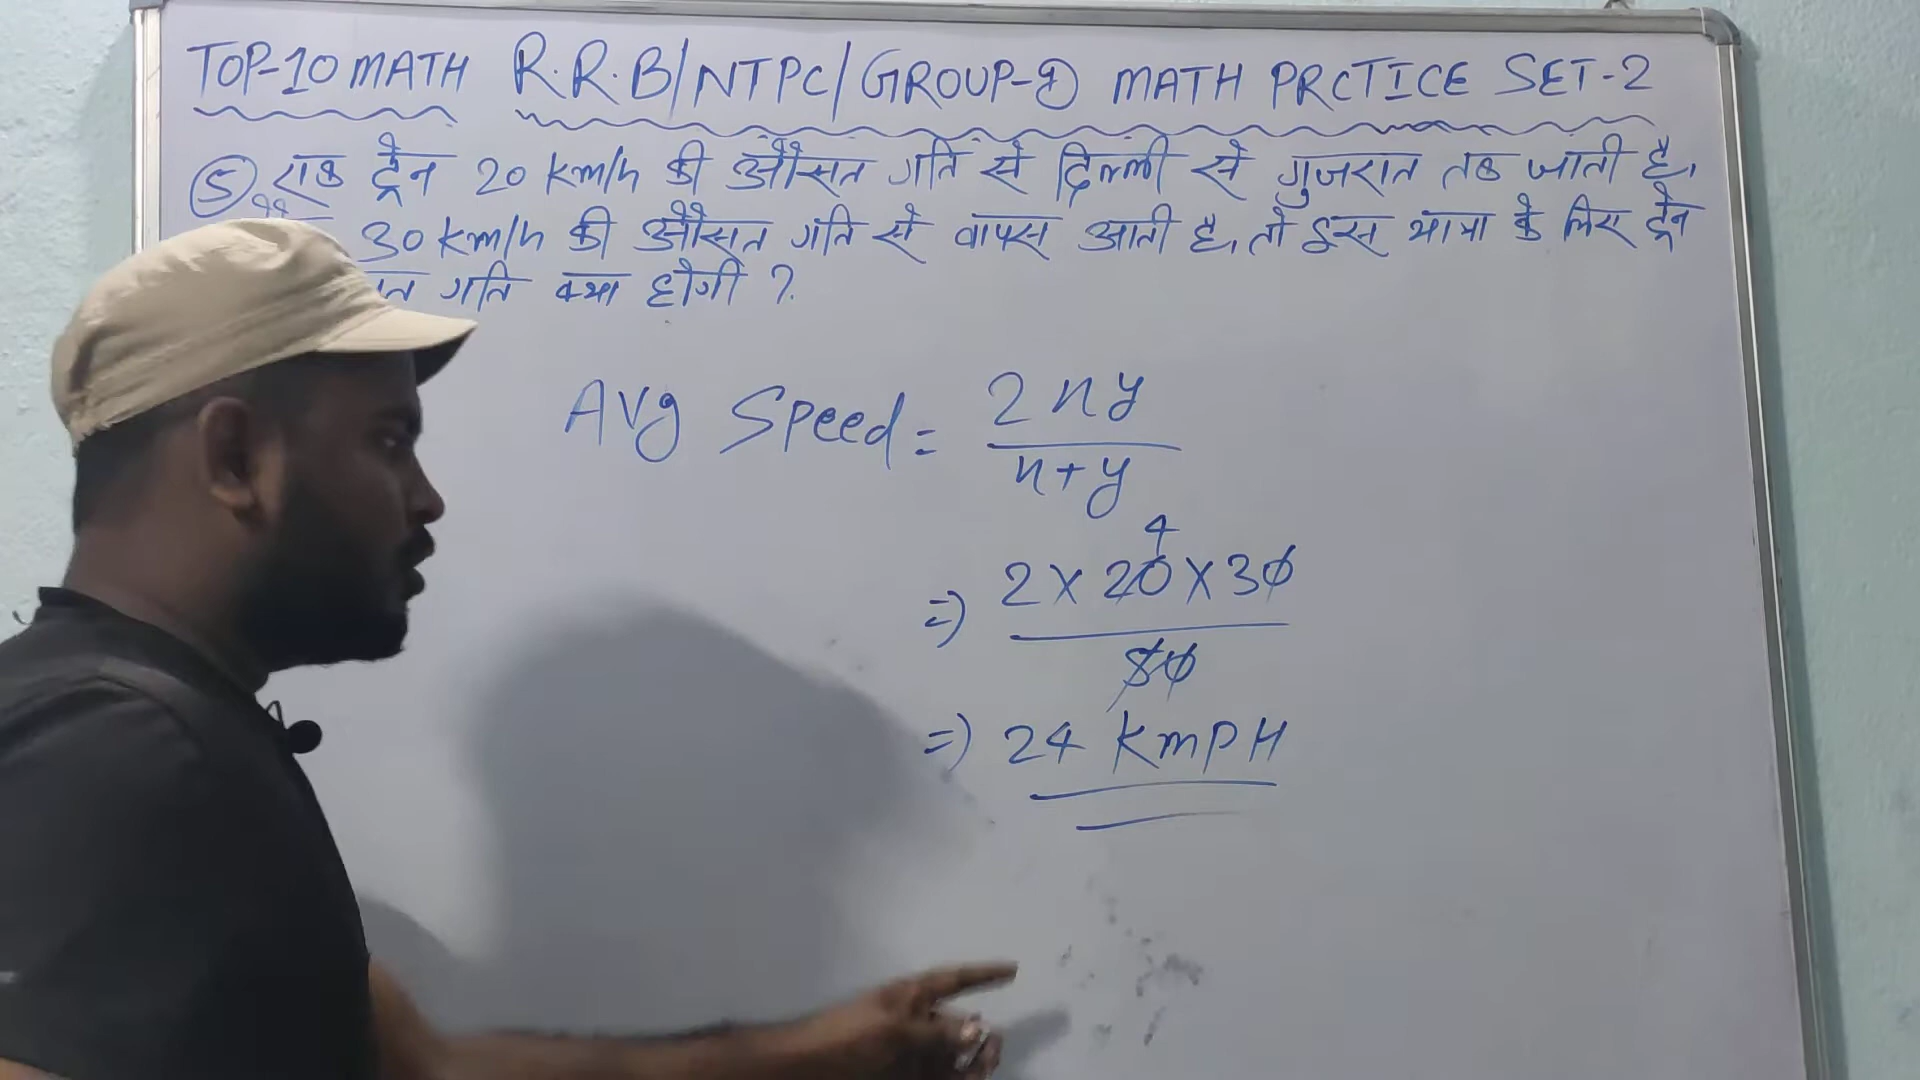 TOP-10 MATH R.R.B/NTPC/GROUP-D MATH PRCTICE SET-2
5 एक ट्रेन 20 km/h की औसत गति से दिल्ली से गुजरात तक जाती है,
30 km/h की औसत गति से वापस आती है, तो इस यात्रा के लिए ट्रेन
गति क्या होगी ?
Avg Speed = 2xy
x+y
4
=) 2 X 20 X 30
50
=) 24 KMPH